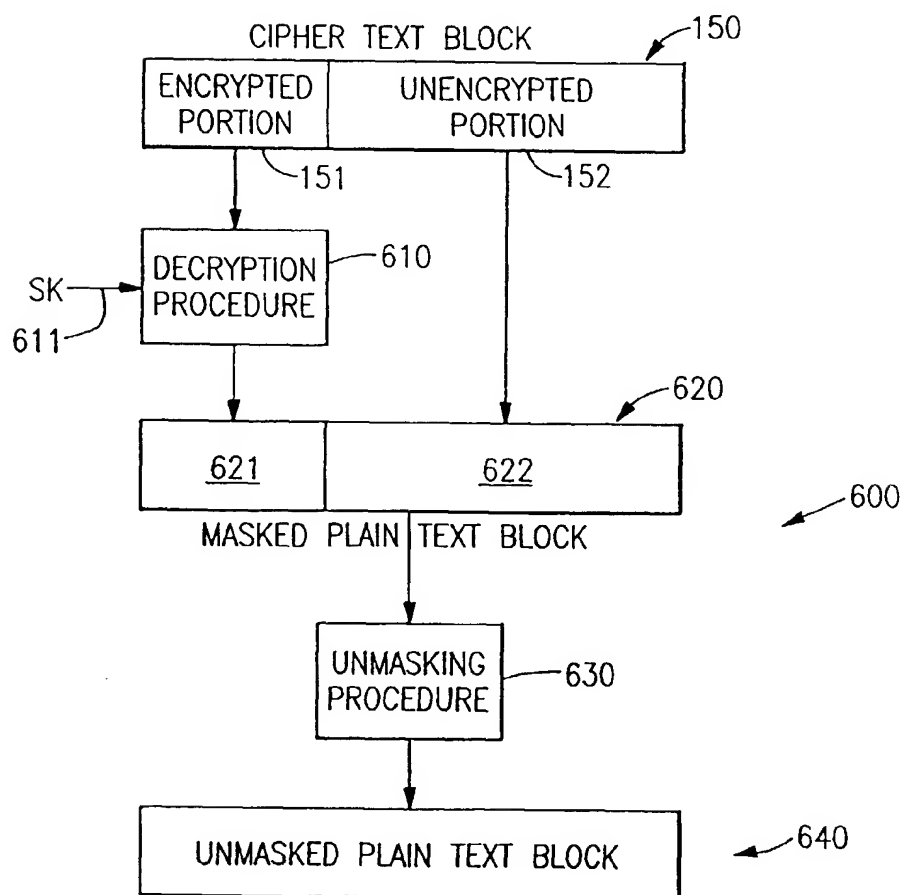 CIPHER TEXT BLOCK
150
ENCRYPTED PORTION
UNENCRYPTED PORTION
151
152
DECRYPTION PROCEDURE
610
SK
611
620
621
622
600
MASKED PLAIN TEXT BLOCK
UNMASKING PROCEDURE
630
UNMASKED PLAIN TEXT BLOCK
640